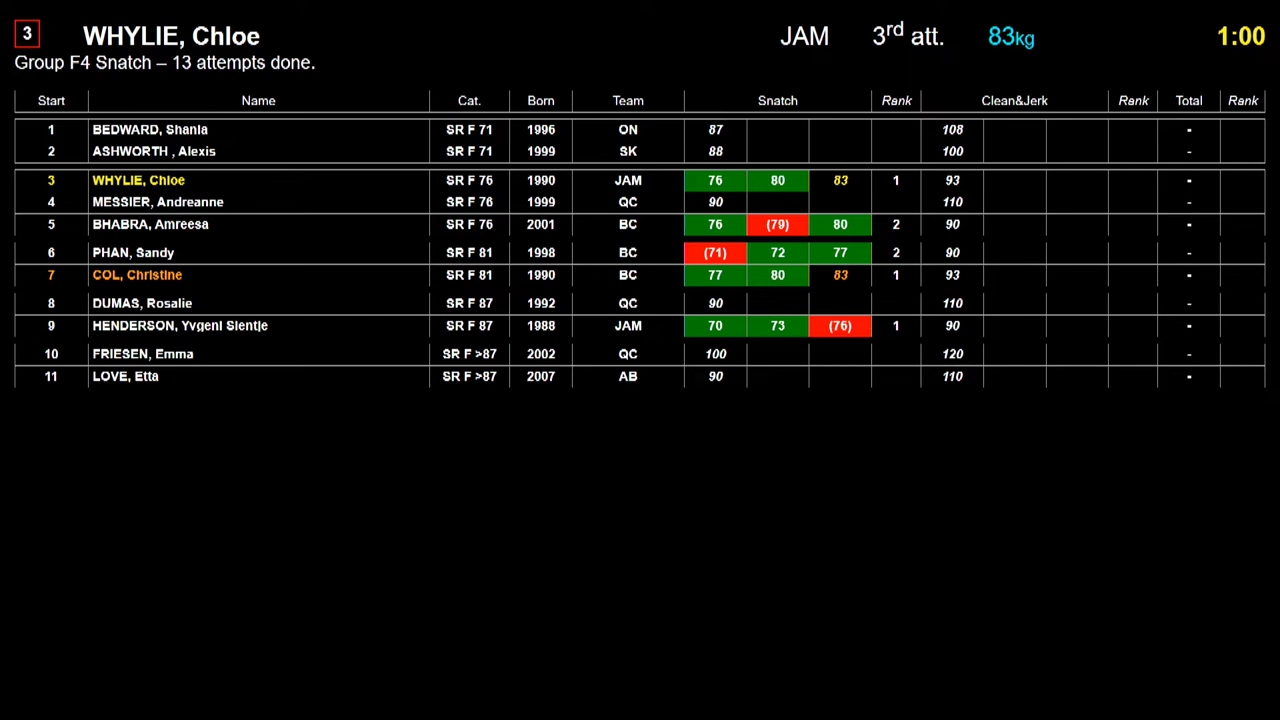 3 WHYLIE, Chloe JAM 3rd att. 83kg 1:00
Group F4 Snatch – 13 attempts done.
Start Name Cat. Born Team Snatch Rank Clean&Jerk Rank Total Rank
1 BEDWARD, Shania SR F 71 1996 ON 87 108 -
2 ASHWORTH , Alexis SR F 71 1999 SK 88 100 -
3 WHYLIE, Chloe SR F 76 1990 JAM 76 80 83 1 93 -
4 MESSIER, Andreanne SR F 76 1999 QC 90 110 -
5 BHABRA, Amreesa SR F 76 2001 BC 76 (79) 80 2 90 -
6 PHAN, Sandy SR F 81 1998 BC (71) 72 77 2 90 -
7 COL, Christine SR F 81 1990 BC 77 80 83 1 93 -
8 DUMAS, Rosalie SR F 87 1992 QC 90 110 -
9 HENDERSON, Yvgeni Sientje SR F 87 1988 JAM 70 73 (76) 1 90 -
10 FRIESEN, Emma SR F >87 2002 QC 100 120 -
11 LOVE, Etta SR F >87 2007 AB 90 110 -